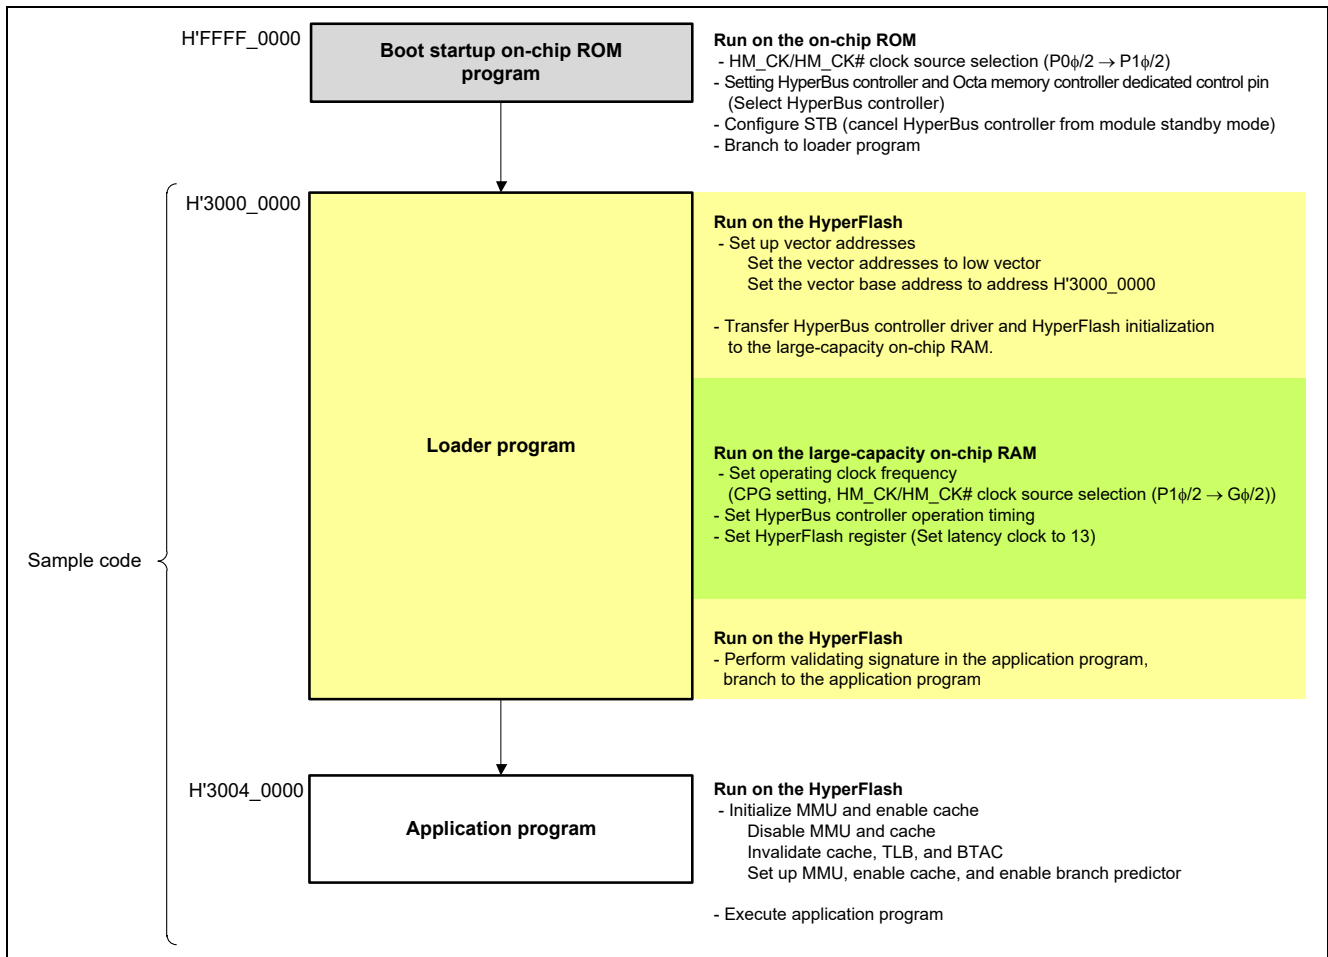 H'FFFF_0000
Boot startup on-chip ROM
program
Run on the on-chip ROM
- HM_CK/HM_CK# clock source selection (P0ϕ/2 → P1ϕ/2)
- Setting HyperBus controller and Octa memory controller dedicated control pin
(Select HyperBus controller)
- Configure STB (cancel HyperBus controller from module standby mode)
- Branch to loader program
Sample code
H'3000_0000
Loader program
Run on the HyperFlash
- Set up vector addresses
Set the vector addresses to low vector
Set the vector base address to address H'3000_0000
- Transfer HyperBus controller driver and HyperFlash initialization
to the large-capacity on-chip RAM.
Run on the large-capacity on-chip RAM
- Set operating clock frequency
(CPG setting, HM_CK/HM_CK# clock source selection (P1ϕ/2 → Gϕ/2))
- Set HyperBus controller operation timing
- Set HyperFlash register (Set latency clock to 13)
Run on the HyperFlash
- Perform validating signature in the application program,
branch to the application program
H'3004_0000
Application program
Run on the HyperFlash
- Initialize MMU and enable cache
Disable MMU and cache
Invalidate cache, TLB, and BTAC
Set up MMU, enable cache, and enable branch predictor
- Execute application program